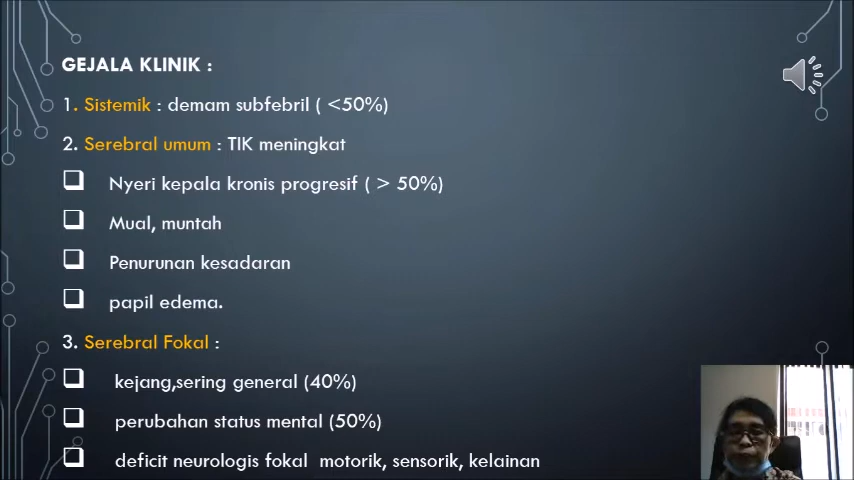 GEJALA KLINIK :
1. Sistemik : demam subfebril ( <50%)
2. Serebral umum : TIK meningkat
❑ Nyeri kepala kronis progresif ( > 50%)
❑ Mual, muntah
❑ Penurunan kesadaran
❑ papil edema.
3. Serebral Fokal :
❑ kejang,sering general (40%)
❑ perubahan status mental (50%)
❑ deficit neurologis fokal motorik, sensorik, kelainan